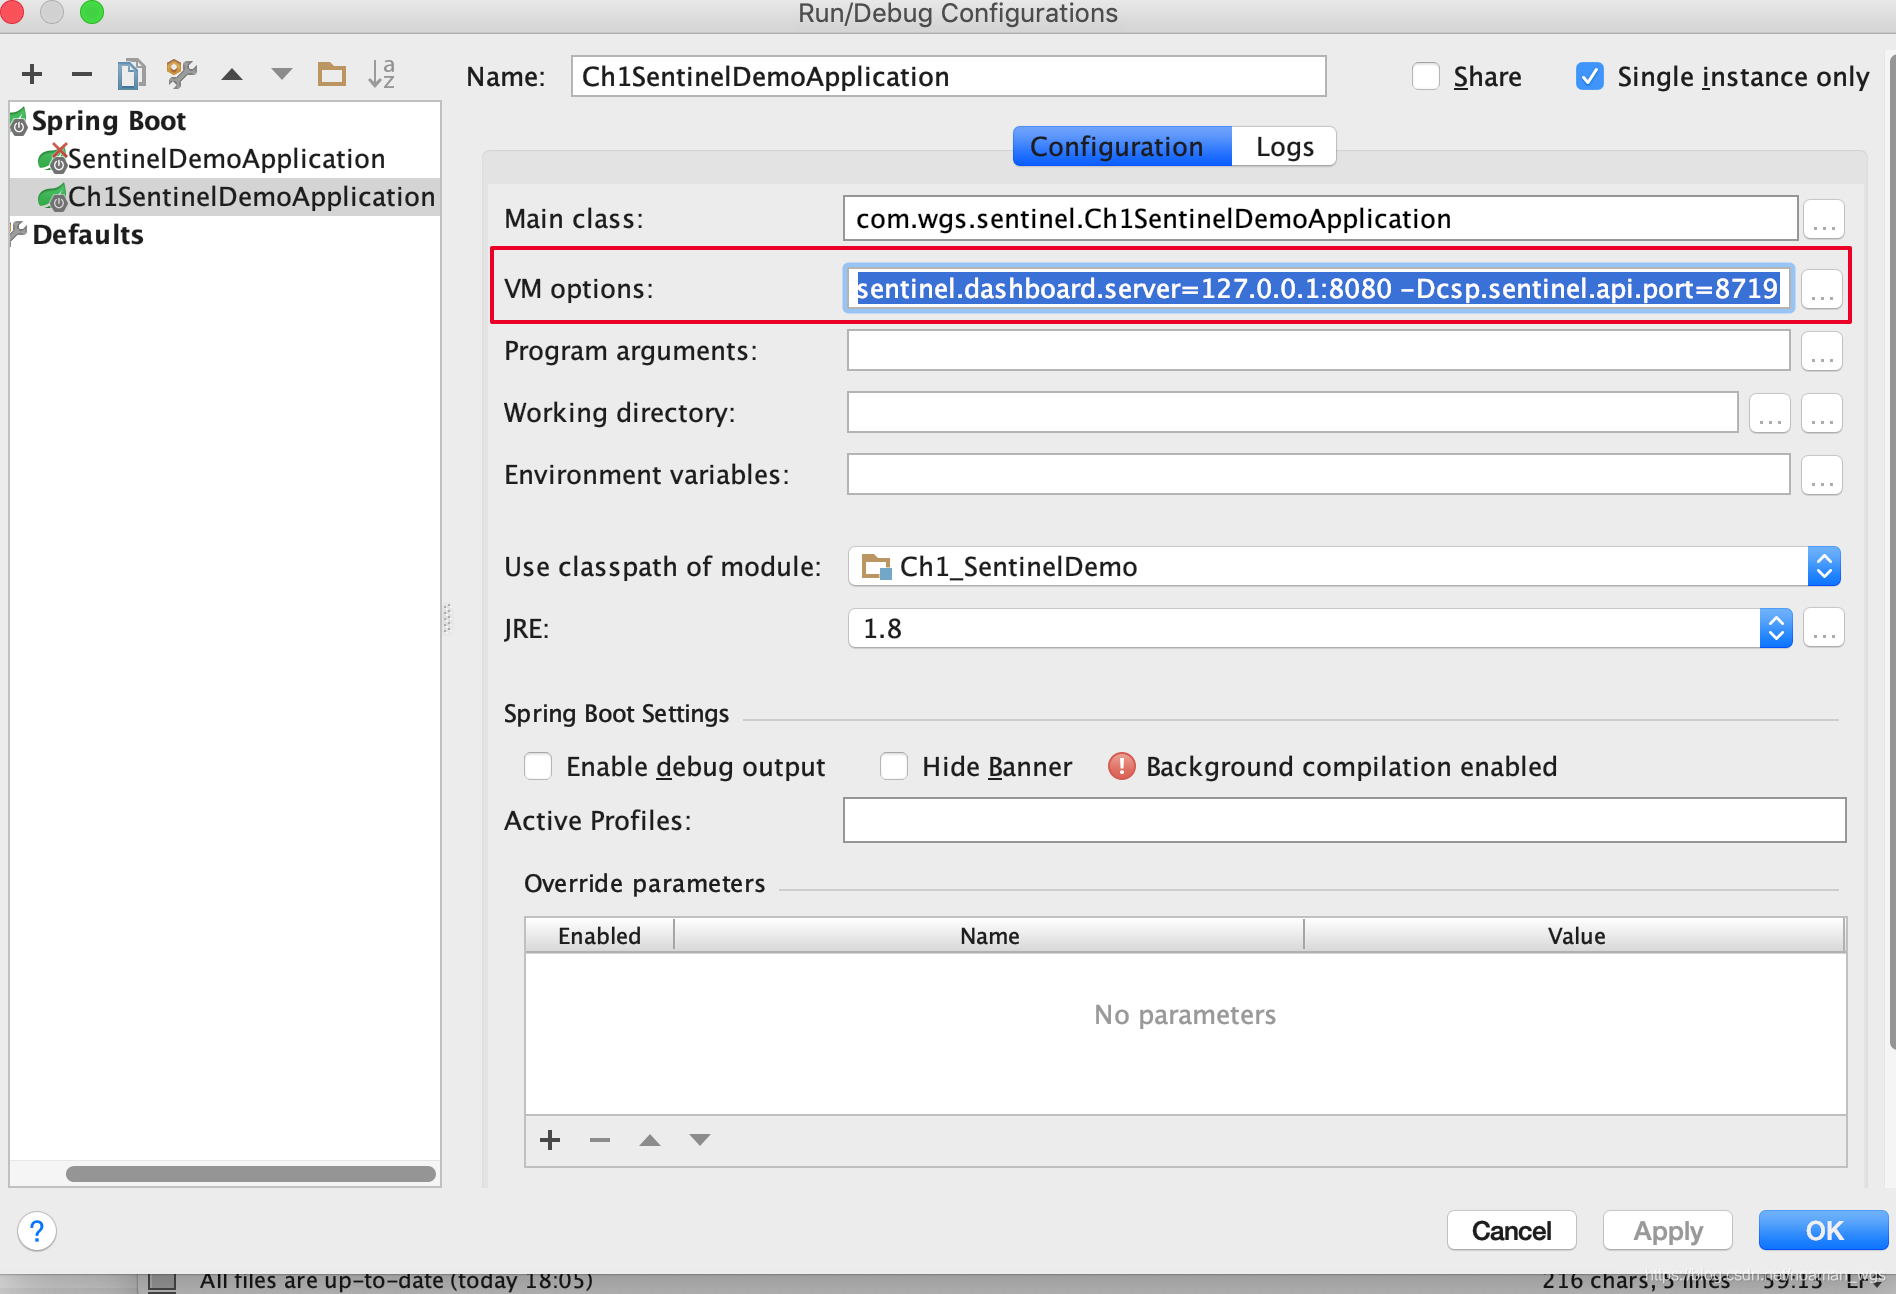 Run/Debug Configurations
Name: Ch1SentinelDemoApplication Share Single instance only
Spring Boot
SentinelDemoApplication
Ch1SentinelDemoApplication
Defaults
Configuration Logs
Main class: com.wgs.sentinel.Ch1SentinelDemoApplication ...
VM options: sentinel.dashboard.server=127.0.0.1:8080 -Dcsp.sentinel.api.port=8719 ...
Program arguments: ...
Working directory: ... ...
Environment variables: ...
Use classpath of module: Ch1_SentinelDemo
JRE: 1.8 ...
Spring Boot Settings
Enable debug output Hide Banner Background compilation enabled
Active Profiles:
Override parameters
Enabled Name Value
No parameters
? Cancel Apply OK
All files are up-to-date (today 18:05) 216 chars, 5 lines 59:13